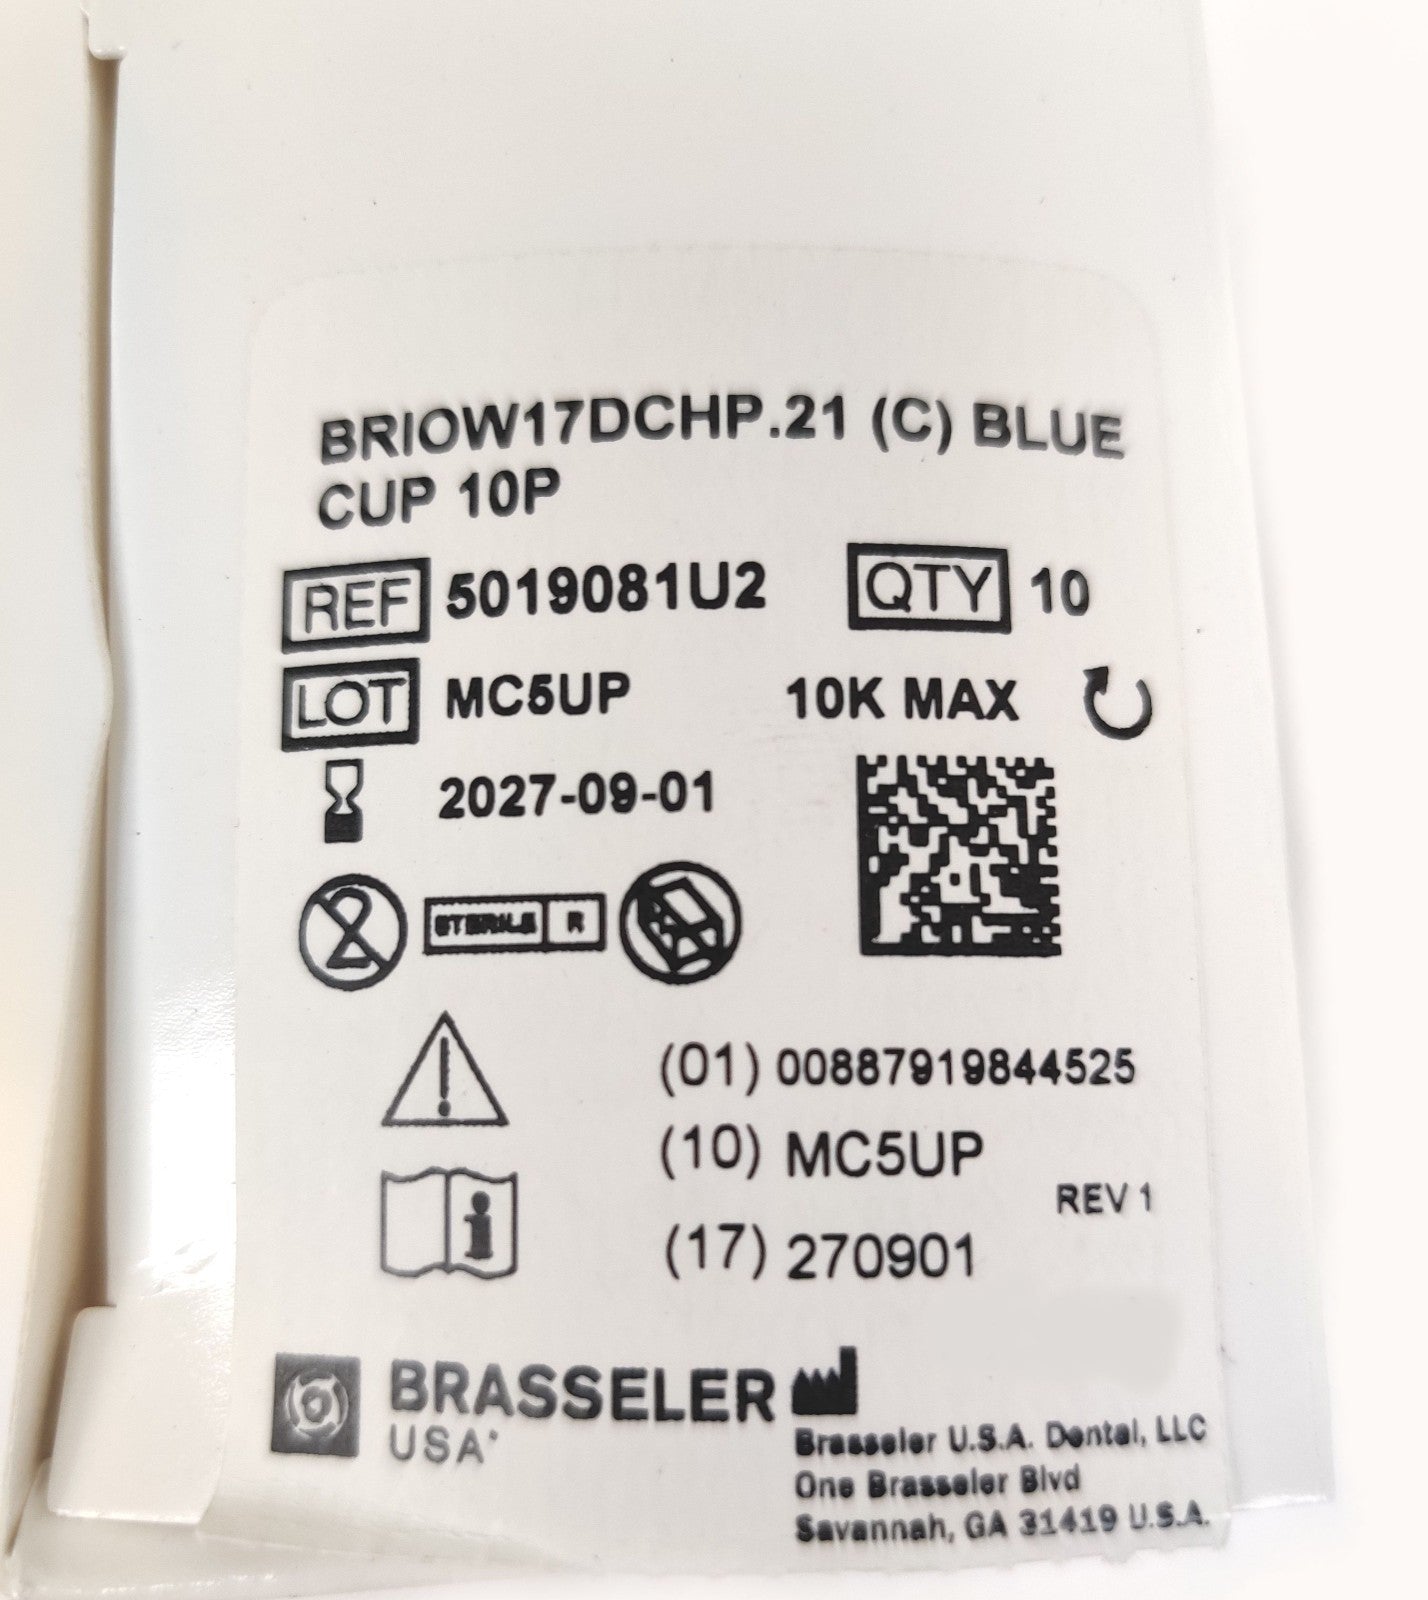 BRIOW17DCHP.21 (C) BLUE
CUP 10P
REF 5019081U2 QTY 10
LOT MC5UP 10K MAX
2027-09-01
2 STERILE R
(01) 00887919844525
(10) MC5UP
REV 1
(17) 270901
BRASSELER
USA
Brasseler U.S.A. Dental, LLC
One Brasseler Blvd
Savannah, GA 31419 U.S.A.